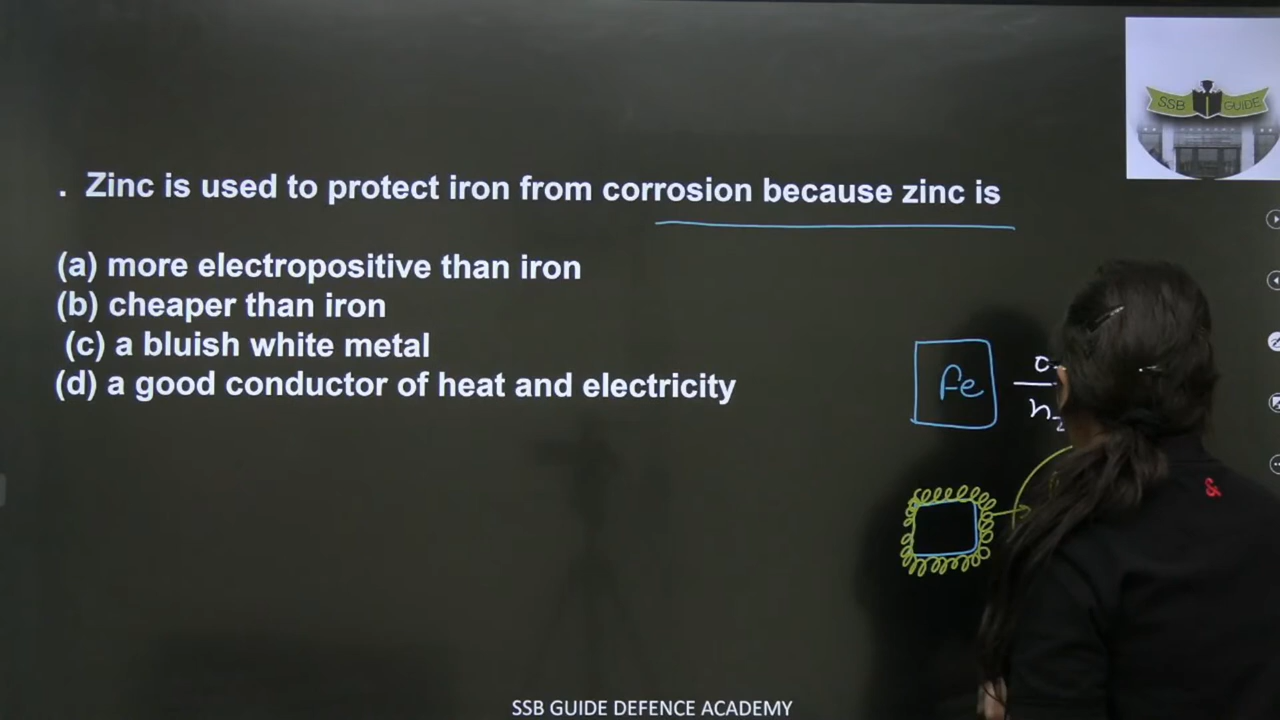 SSB GUIDE
. Zinc is used to protect iron from corrosion because zinc is
(a) more electropositive than iron
(b) cheaper than iron
(c) a bluish white metal
(d) a good conductor of heat and electricity
Fe
&
SSB GUIDE DEFENCE ACADEMY